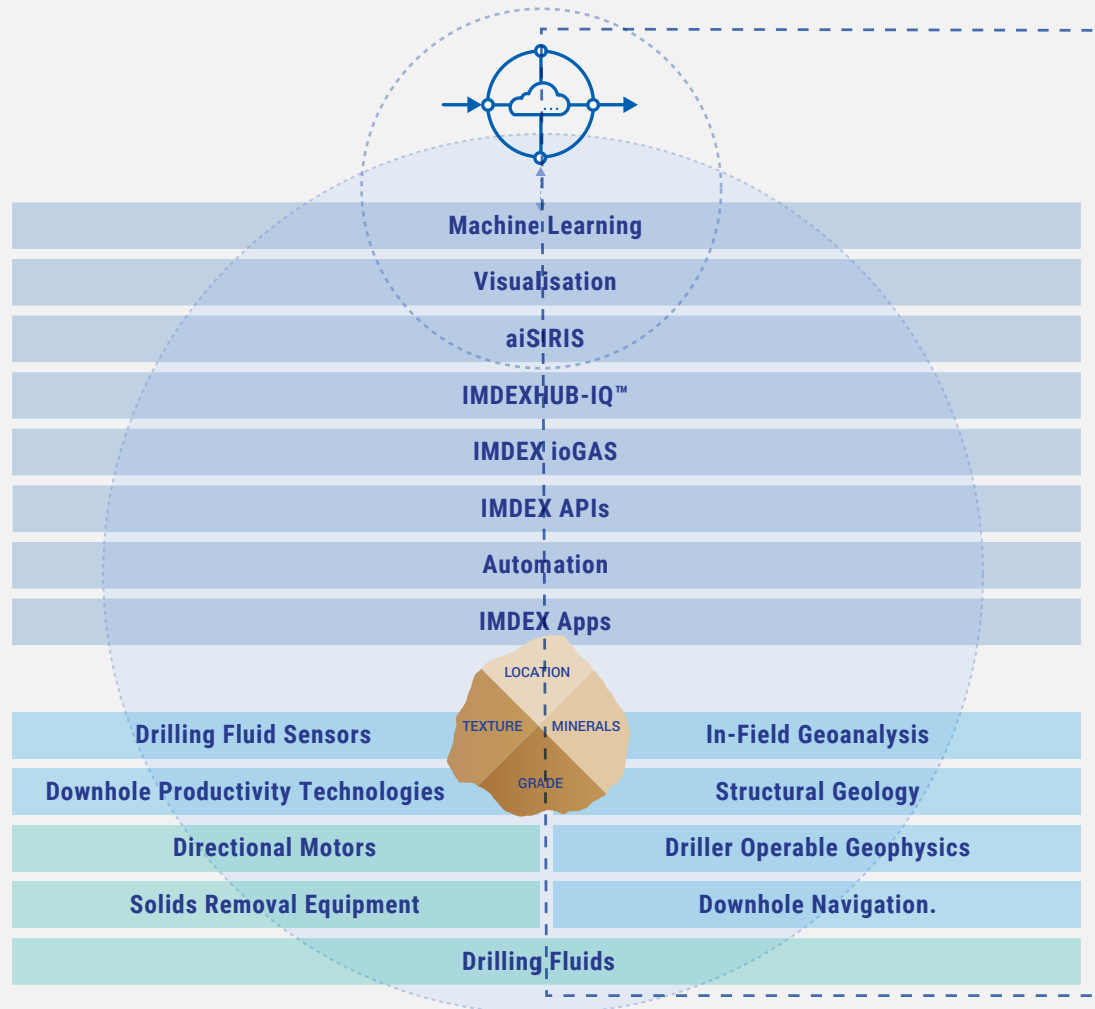 Machine Learning
Visualisation
aiSIRIS
IMDEXHUB-IQ™
IMDEX ioGAS
IMDEX APIs
Automation
IMDEX Apps
LOCATION
TEXTURE
MINERALS
GRADE
Drilling Fluid Sensors
In-Field Geoanalysis
Downhole Productivity Technologies
Structural Geology
Directional Motors
Driller Operable Geophysics
Solids Removal Equipment
Downhole Navigation.
Drilling Fluids